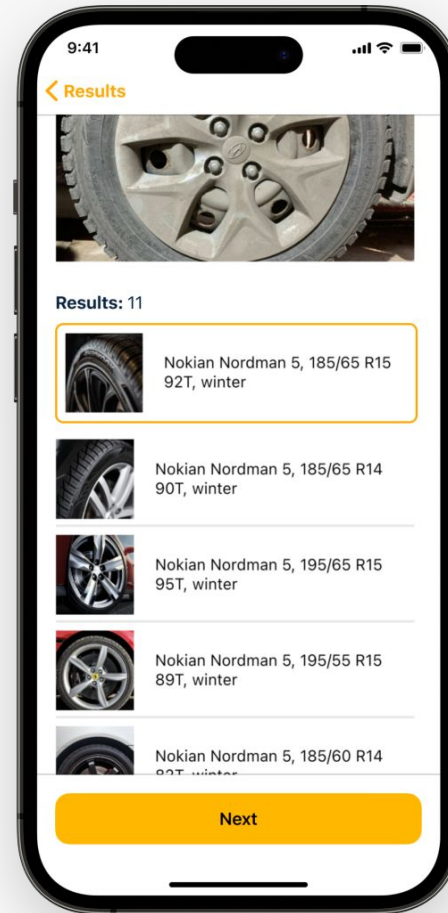 9:41
Results
Results: 11
Nokian Nordman 5, 185/65 R15
92T, winter
Nokian Nordman 5, 185/65 R14
90T, winter
Nokian Nordman 5, 195/65 R15
95T, winter
Nokian Nordman 5, 195/55 R15
89T, winter
Nokian Nordman 5, 185/60 R14
82T, winter
Next